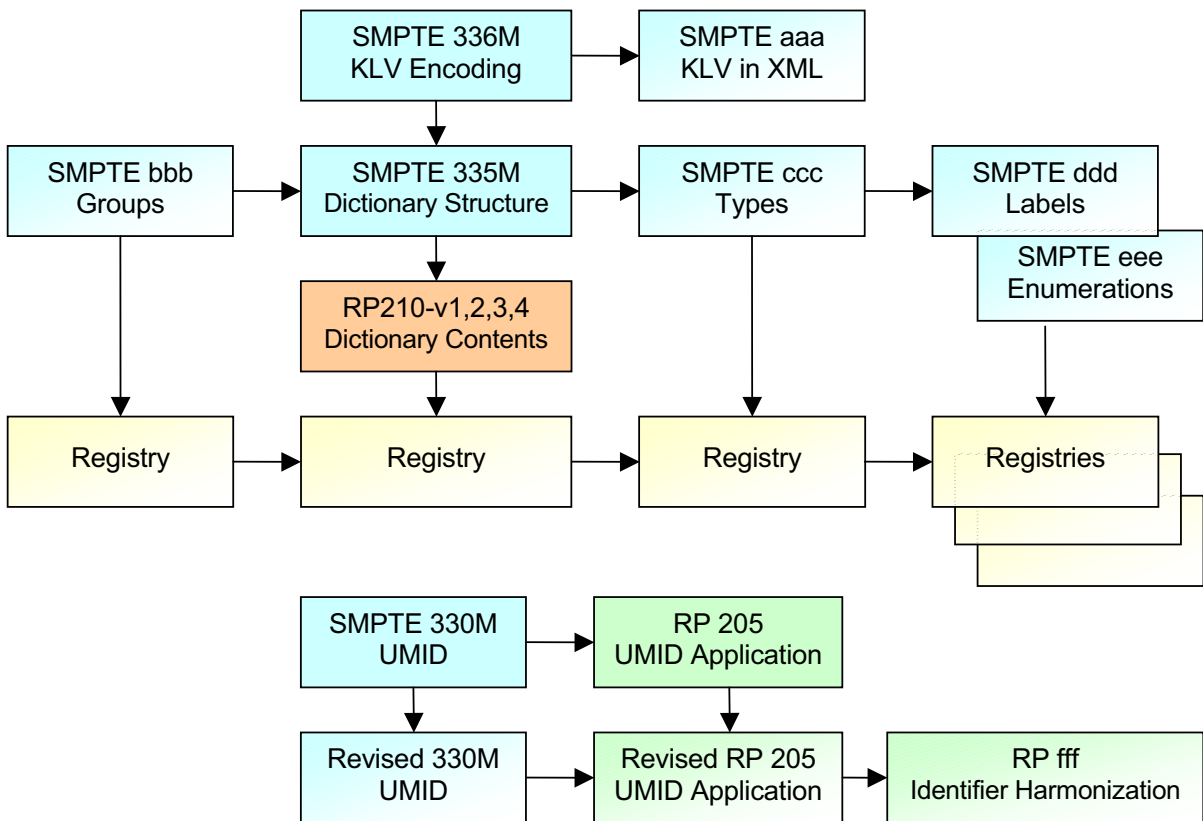 SMPTE 336M
KLV Encoding
SMPTE aaa
KLV in XML
SMPTE bbb
Groups
SMPTE 335M
Dictionary Structure
SMPTE ccc
Types
SMPTE ddd
Labels
SMPTE eee
Enumerations
RP210-v1,2,3,4
Dictionary Contents
Registry
Registry
Registry
Registries
SMPTE 330M
UMID
RP 205
UMID Application
Revised 330M
UMID
Revised RP 205
UMID Application
RP fff
Identifier Harmonization